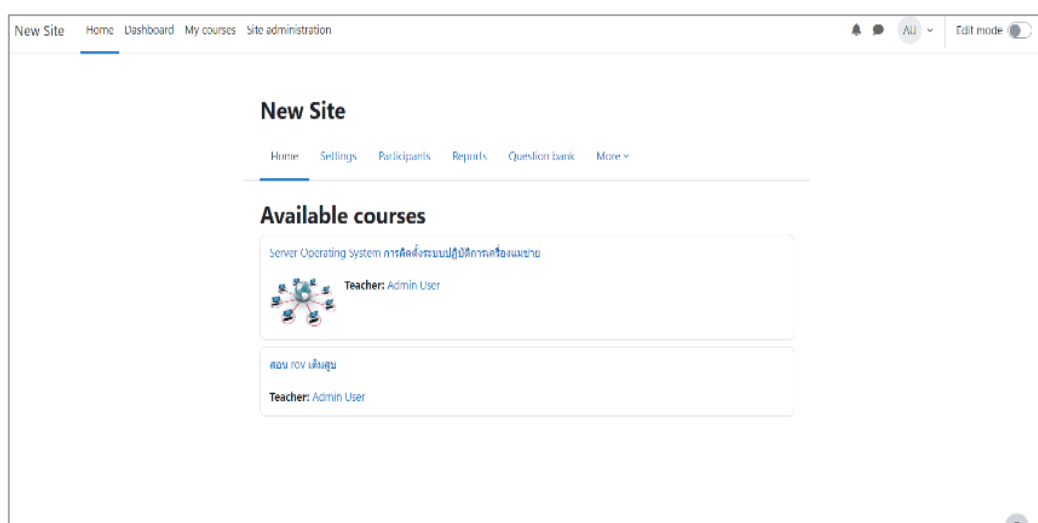 New Site Home Dashboard My courses Site administration AU Edit mode
New Site
Home Settings Participants Reports Question bank More
Available courses
Server Operating System การติดตั้งระบบปฏิบัติการเครื่องแม่ข่าย
Teacher: Admin User
สอน rov เต็มสูบ
Teacher: Admin User